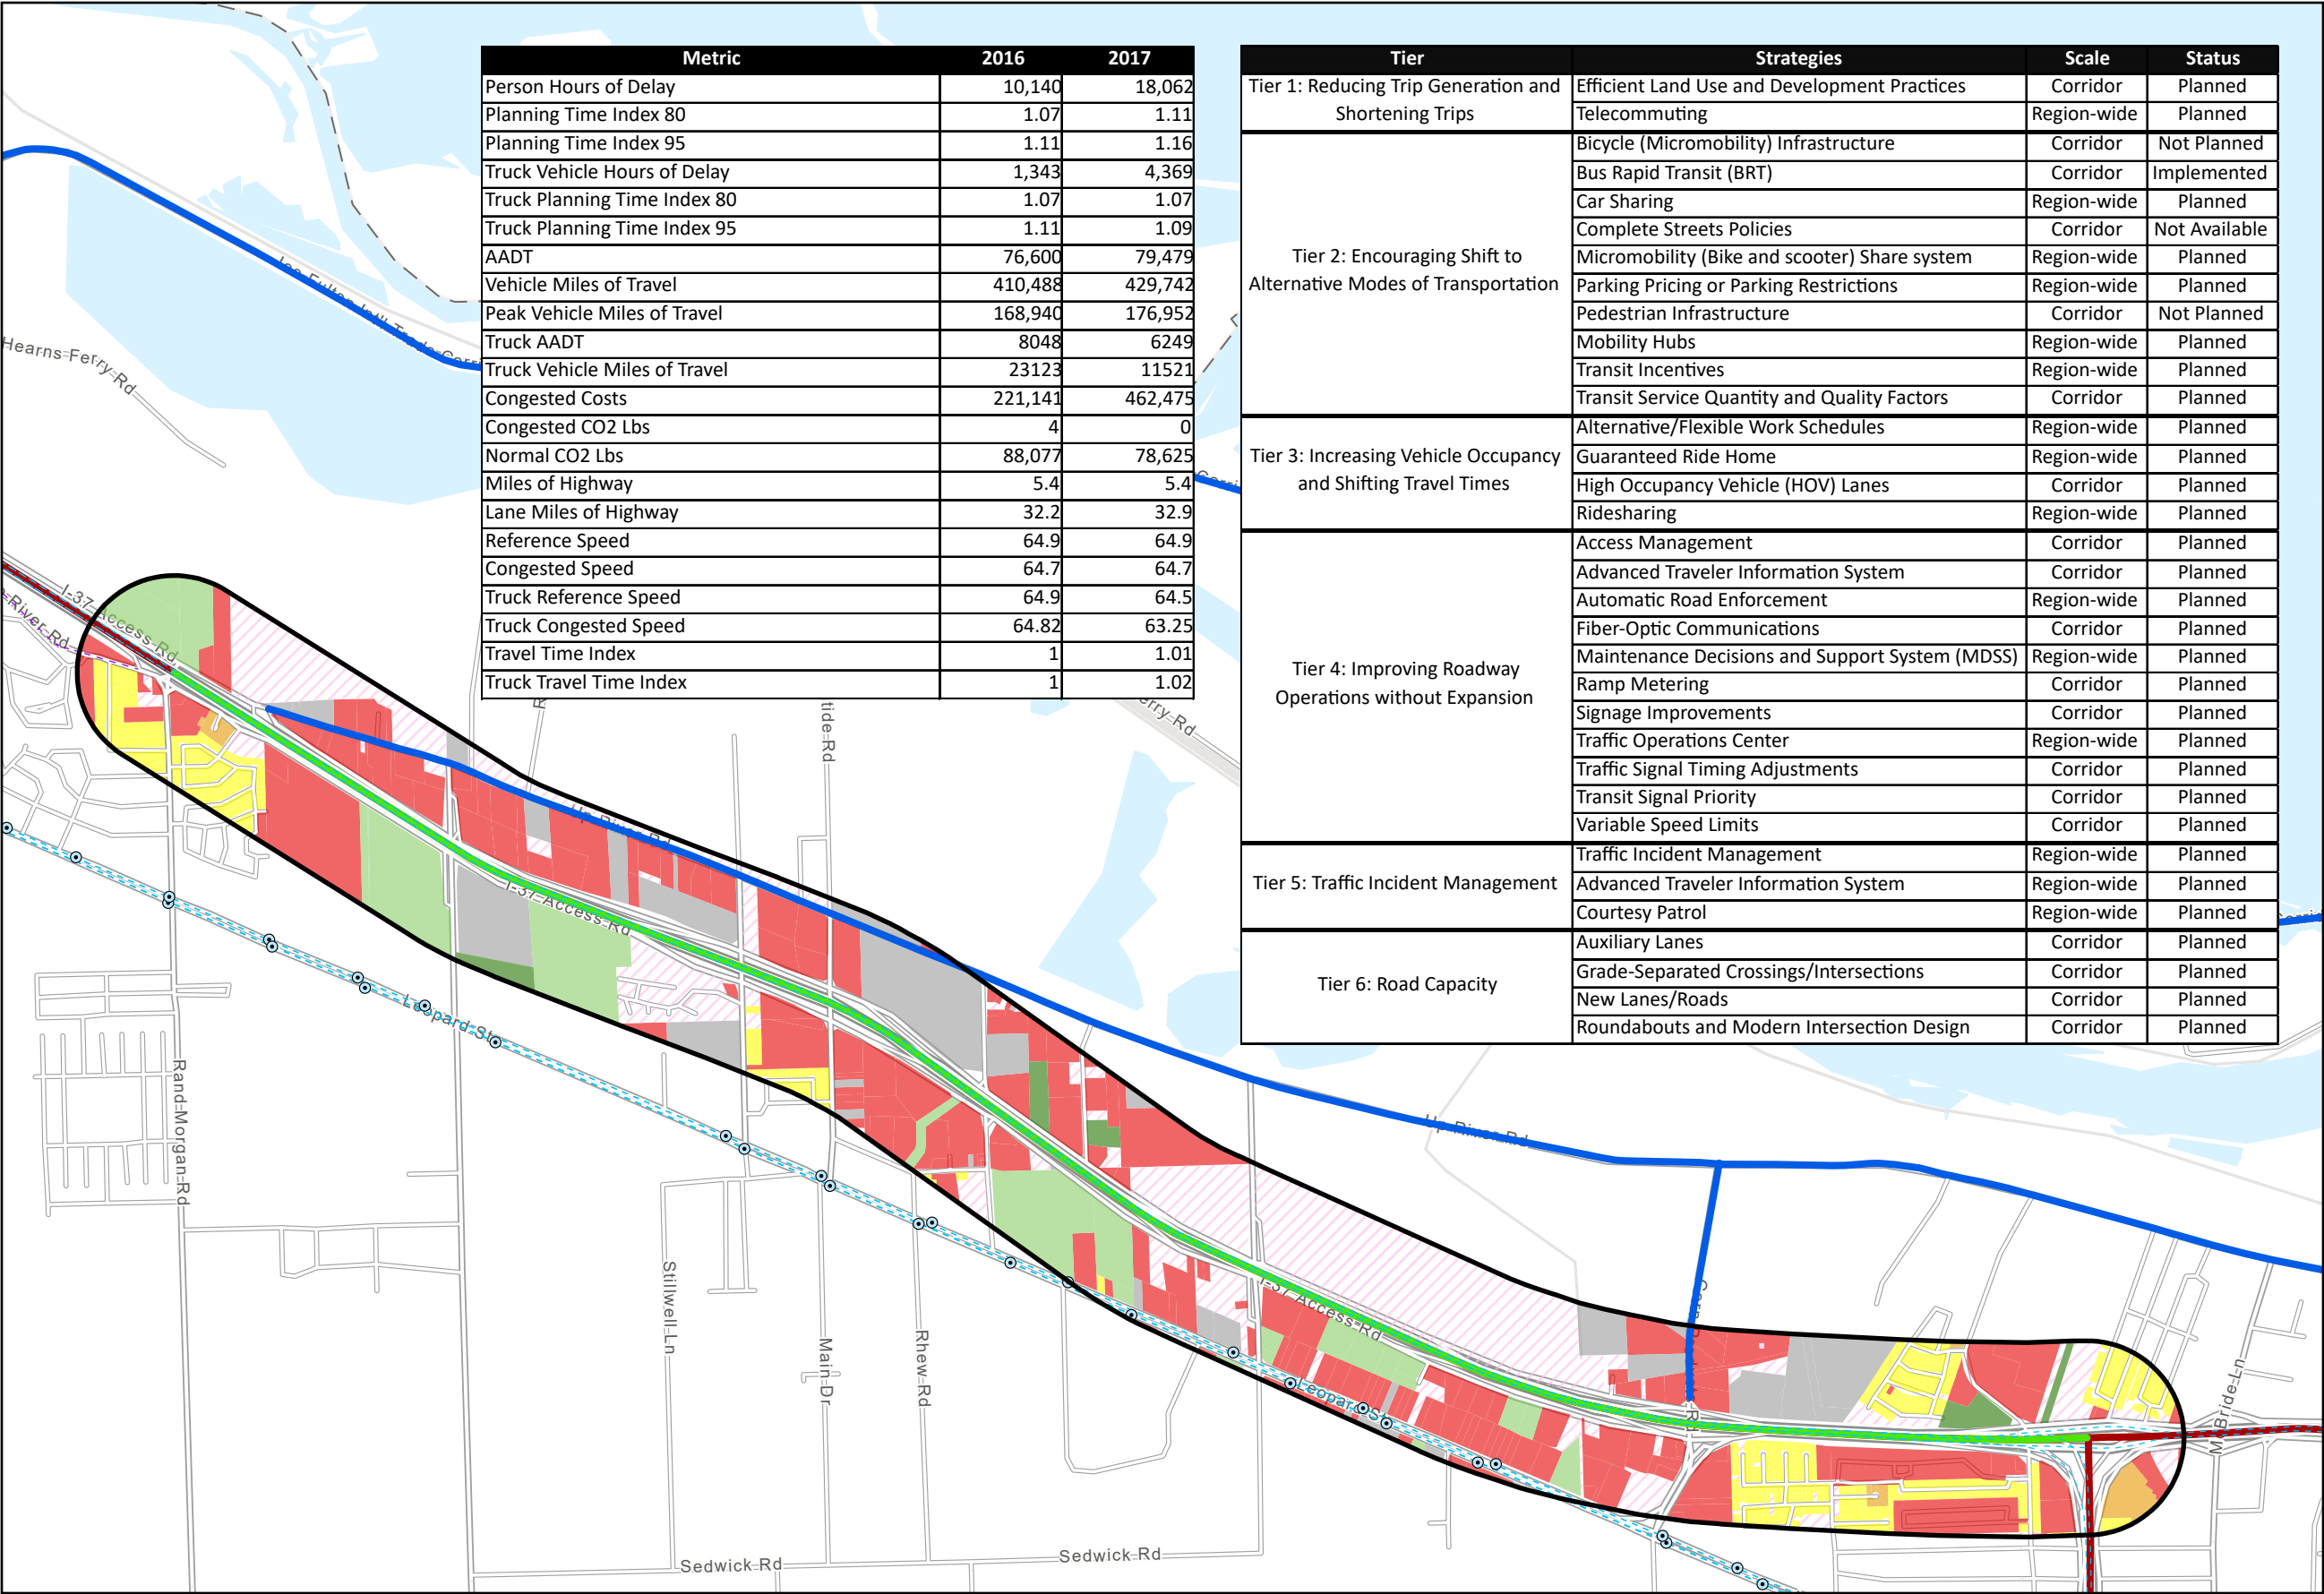 Metric 2016 2017
Person Hours of Delay 10,140 18,062
Planning Time Index 80 1.07 1.11
Planning Time Index 95 1.11 1.16
Truck Vehicle Hours of Delay 1,343 4,369
Truck Planning Time Index 80 1.07 1.07
Truck Planning Time Index 95 1.11 1.09
AADT 76,600 79,479
Vehicle Miles of Travel 410,488 429,742
Peak Vehicle Miles of Travel 168,940 176,952
Truck AADT 8048 6249
Truck Vehicle Miles of Travel 23123 11521
Congested Costs 221,141 462,475
Congested CO2 Lbs 4 0
Normal CO2 Lbs 88,077 78,625
Miles of Highway 5.4 5.4
Lane Miles of Highway 32.2 32.9
Reference Speed 64.9 64.9
Congested Speed 64.7 64.7
Truck Reference Speed 64.9 64.5
Truck Congested Speed 64.82 63.25
Travel Time Index 1 1.01
Truck Travel Time Index 1 1.02
Tier Strategies Scale Status
Tier 1: Reducing Trip Generation and
Shortening Trips
Efficient Land Use and Development Practices Corridor Planned
Telecommuting Region-wide Planned
Tier 2: Encouraging Shift to
Alternative Modes of Transportation
Bicycle (Micromobility) Infrastructure Corridor Not Planned
Bus Rapid Transit (BRT) Corridor Implemented
Car Sharing Region-wide Planned
Complete Streets Policies Corridor Not Available
Micromobility (Bike and scooter) Share system Region-wide Planned
Parking Pricing or Parking Restrictions Region-wide Planned
Pedestrian Infrastructure Corridor Not Planned
Mobility Hubs Region-wide Planned
Transit Incentives Region-wide Planned
Transit Service Quantity and Quality Factors Corridor Planned
Tier 3: Increasing Vehicle Occupancy
and Shifting Travel Times
Alternative/Flexible Work Schedules Region-wide Planned
Guaranteed Ride Home Region-wide Planned
High Occupancy Vehicle (HOV) Lanes Corridor Planned
Ridesharing Region-wide Planned
Tier 4: Improving Roadway
Operations without Expansion
Access Management Corridor Planned
Advanced Traveler Information System Corridor Planned
Automatic Road Enforcement Region-wide Planned
Fiber-Optic Communications Corridor Planned
Maintenance Decisions and Support System (MDSS) Region-wide Planned
Ramp Metering Corridor Planned
Signage Improvements Corridor Planned
Traffic Operations Center Region-wide Planned
Traffic Signal Timing Adjustments Corridor Planned
Transit Signal Priority Corridor Planned
Variable Speed Limits Corridor Planned
Tier 5: Traffic Incident Management
Traffic Incident Management Region-wide Planned
Advanced Traveler Information System Region-wide Planned
Courtesy Patrol Region-wide Planned
Tier 6: Road Capacity
Auxiliary Lanes Corridor Planned
Grade-Separated Crossings/Intersections Corridor Planned
New Lanes/Roads Corridor Planned
Roundabouts and Modern Intersection Design Corridor Planned
Hearns Ferry Rd
I-37 Access Rd
River Rd
tide Rd
erry Rd
Up River Rd
I-37 Access Rd
Leopard St
Rand Morgan Rd
Up River Rd
Stillwell Ln
Main Dr
Rhew Rd
I-37 Access Rd
Leopard St
McBride Ln
Sedwick Rd
Sedwick Rd